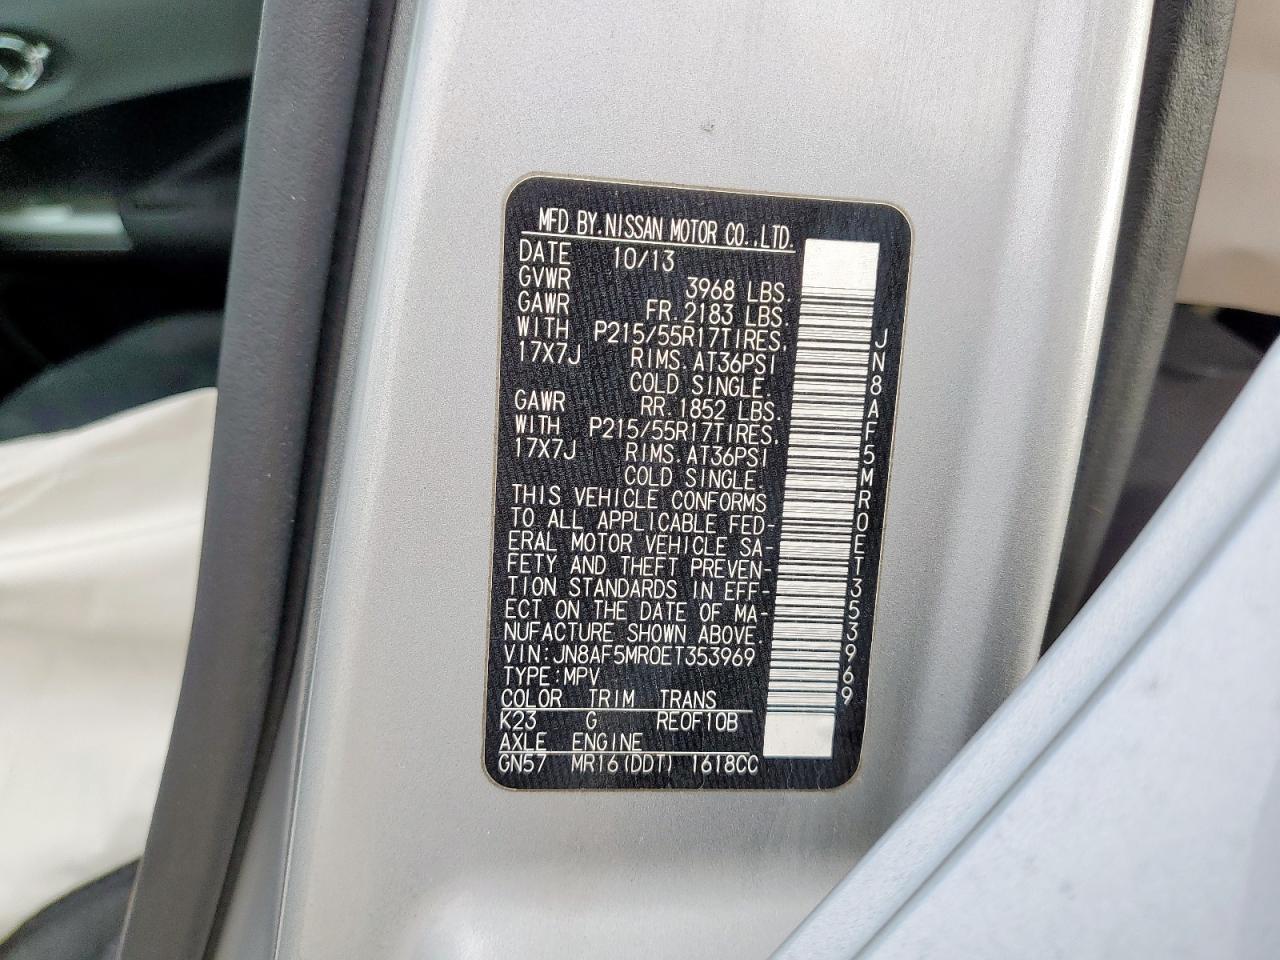 MFD BY.NISSAN MOTOR CO.,LTD.
DATE 10/13
GVWR 3968 LBS.
GAWR FR.2183 LBS.
WITH P215/55R17TIRES.
17X7J RIMS.AT36PSI
COLD SINGLE.
GAWR RR.1852 LBS.
WITH P215/55R17TIRES.
17X7J RIMS.AT36PSI
COLD SINGLE.
THIS VEHICLE CONFORMS
TO ALL APPLICABLE FED-
ERAL MOTOR VEHICLE SA-
FETY AND THEFT PREVEN-
TION STANDARDS IN EFF-
ECT ON THE DATE OF MA-
NUFACTURE SHOWN ABOVE.
VIN:JN8AF5MR0ET353969
TYPE:MPV
COLOR TRIM TRANS
K23 G RE0F10B
AXLE ENGINE
GN57 MR16(DDT) 1618CC
JN8AF5MR0ET353969